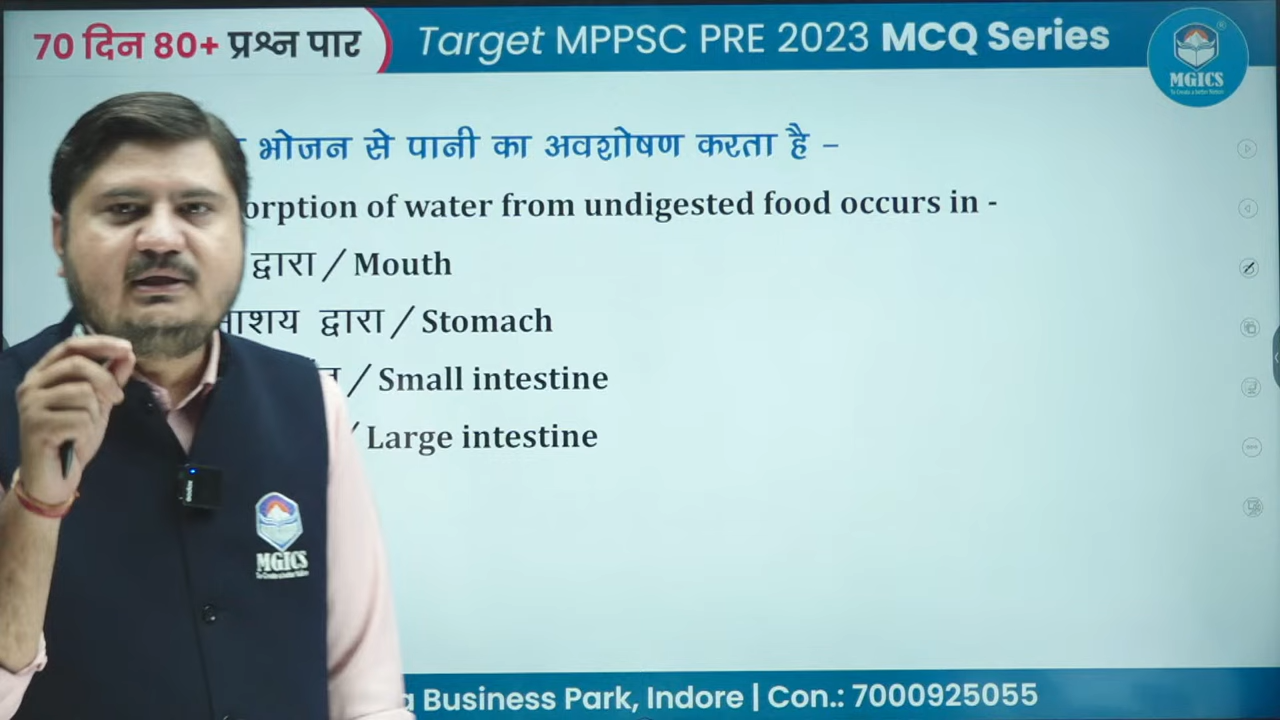 70 दिन 80+ प्रश्न पार
Target MPPSC PRE 2023 MCQ Series
MGICS
भोजन से पानी का अवशोषण करता है –
orption of water from undigested food occurs in -
द्वारा / Mouth
द्वारा / Stomach
/ Small intestine
/ Large intestine
MGICS
Business Park, Indore | Con.: 7000925055